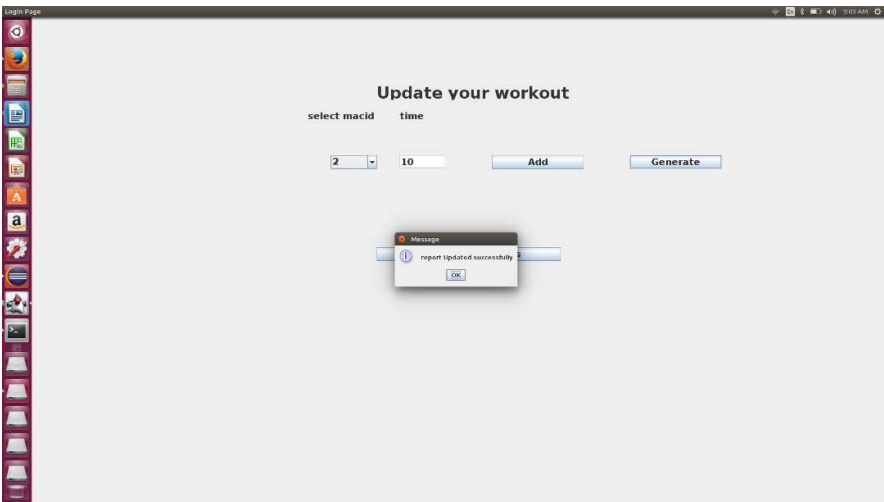 Login Page
9:09 AM
Update your workout
select macid time
2 10 Add Generate
Message
report Updated successfully
OK